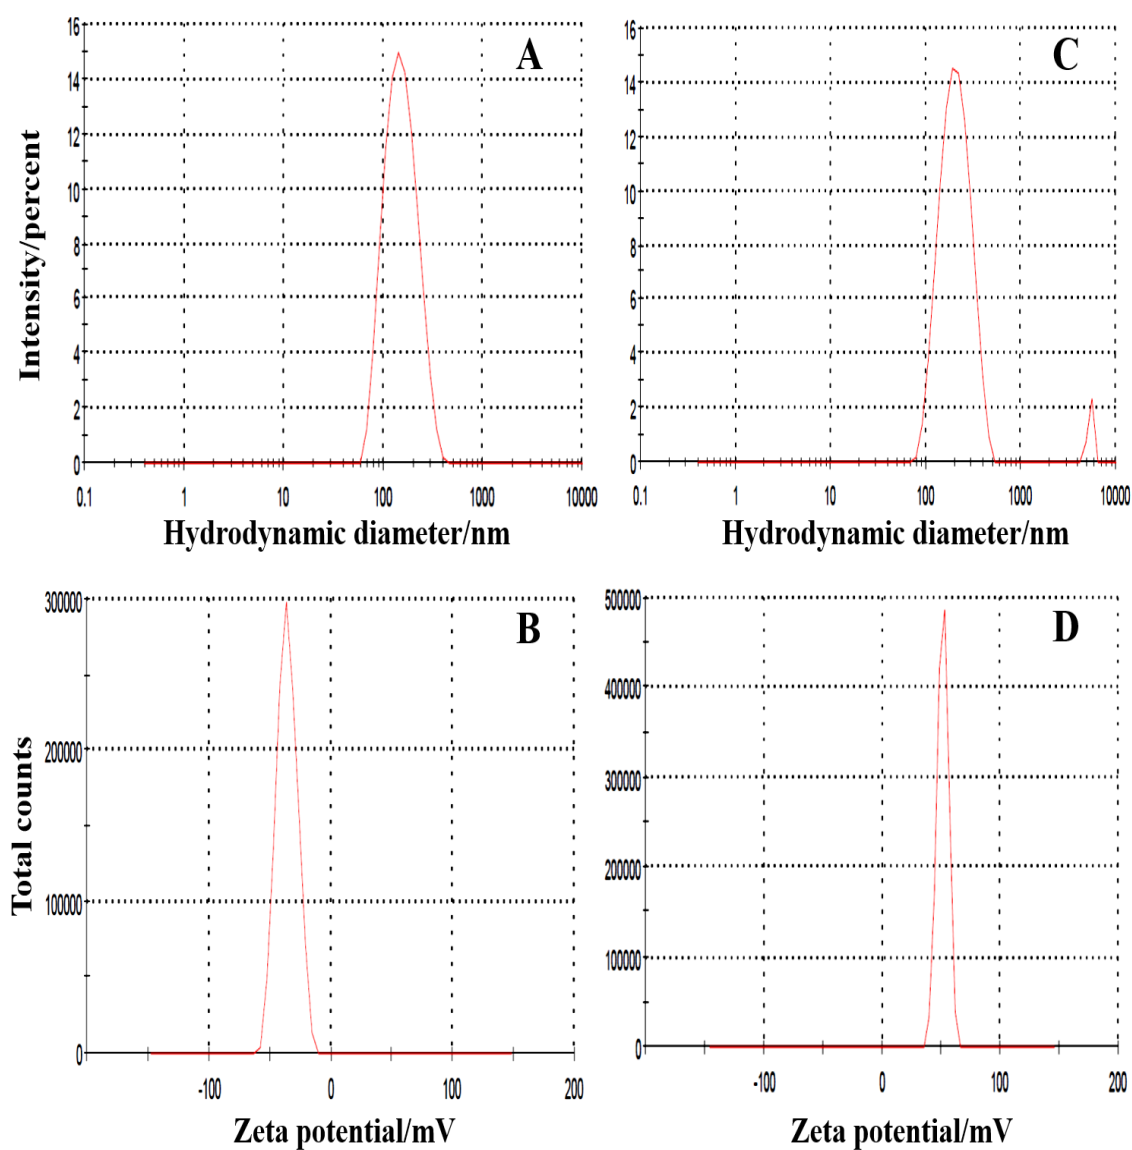 A
Intensity/percent
16
14
12
10
8
6
4
2
0
0.1 1 10 100 1000 10000
Hydrodynamic diameter/nm
C
16
14
12
10
8
6
4
2
0
0.1 1 10 100 1000 10000
Hydrodynamic diameter/nm
B
Total counts
300000
200000
100000
0
-100 0 100 200
Zeta potential/mV
D
500000
400000
300000
200000
100000
0
-100 0 100 200
Zeta potential/mV